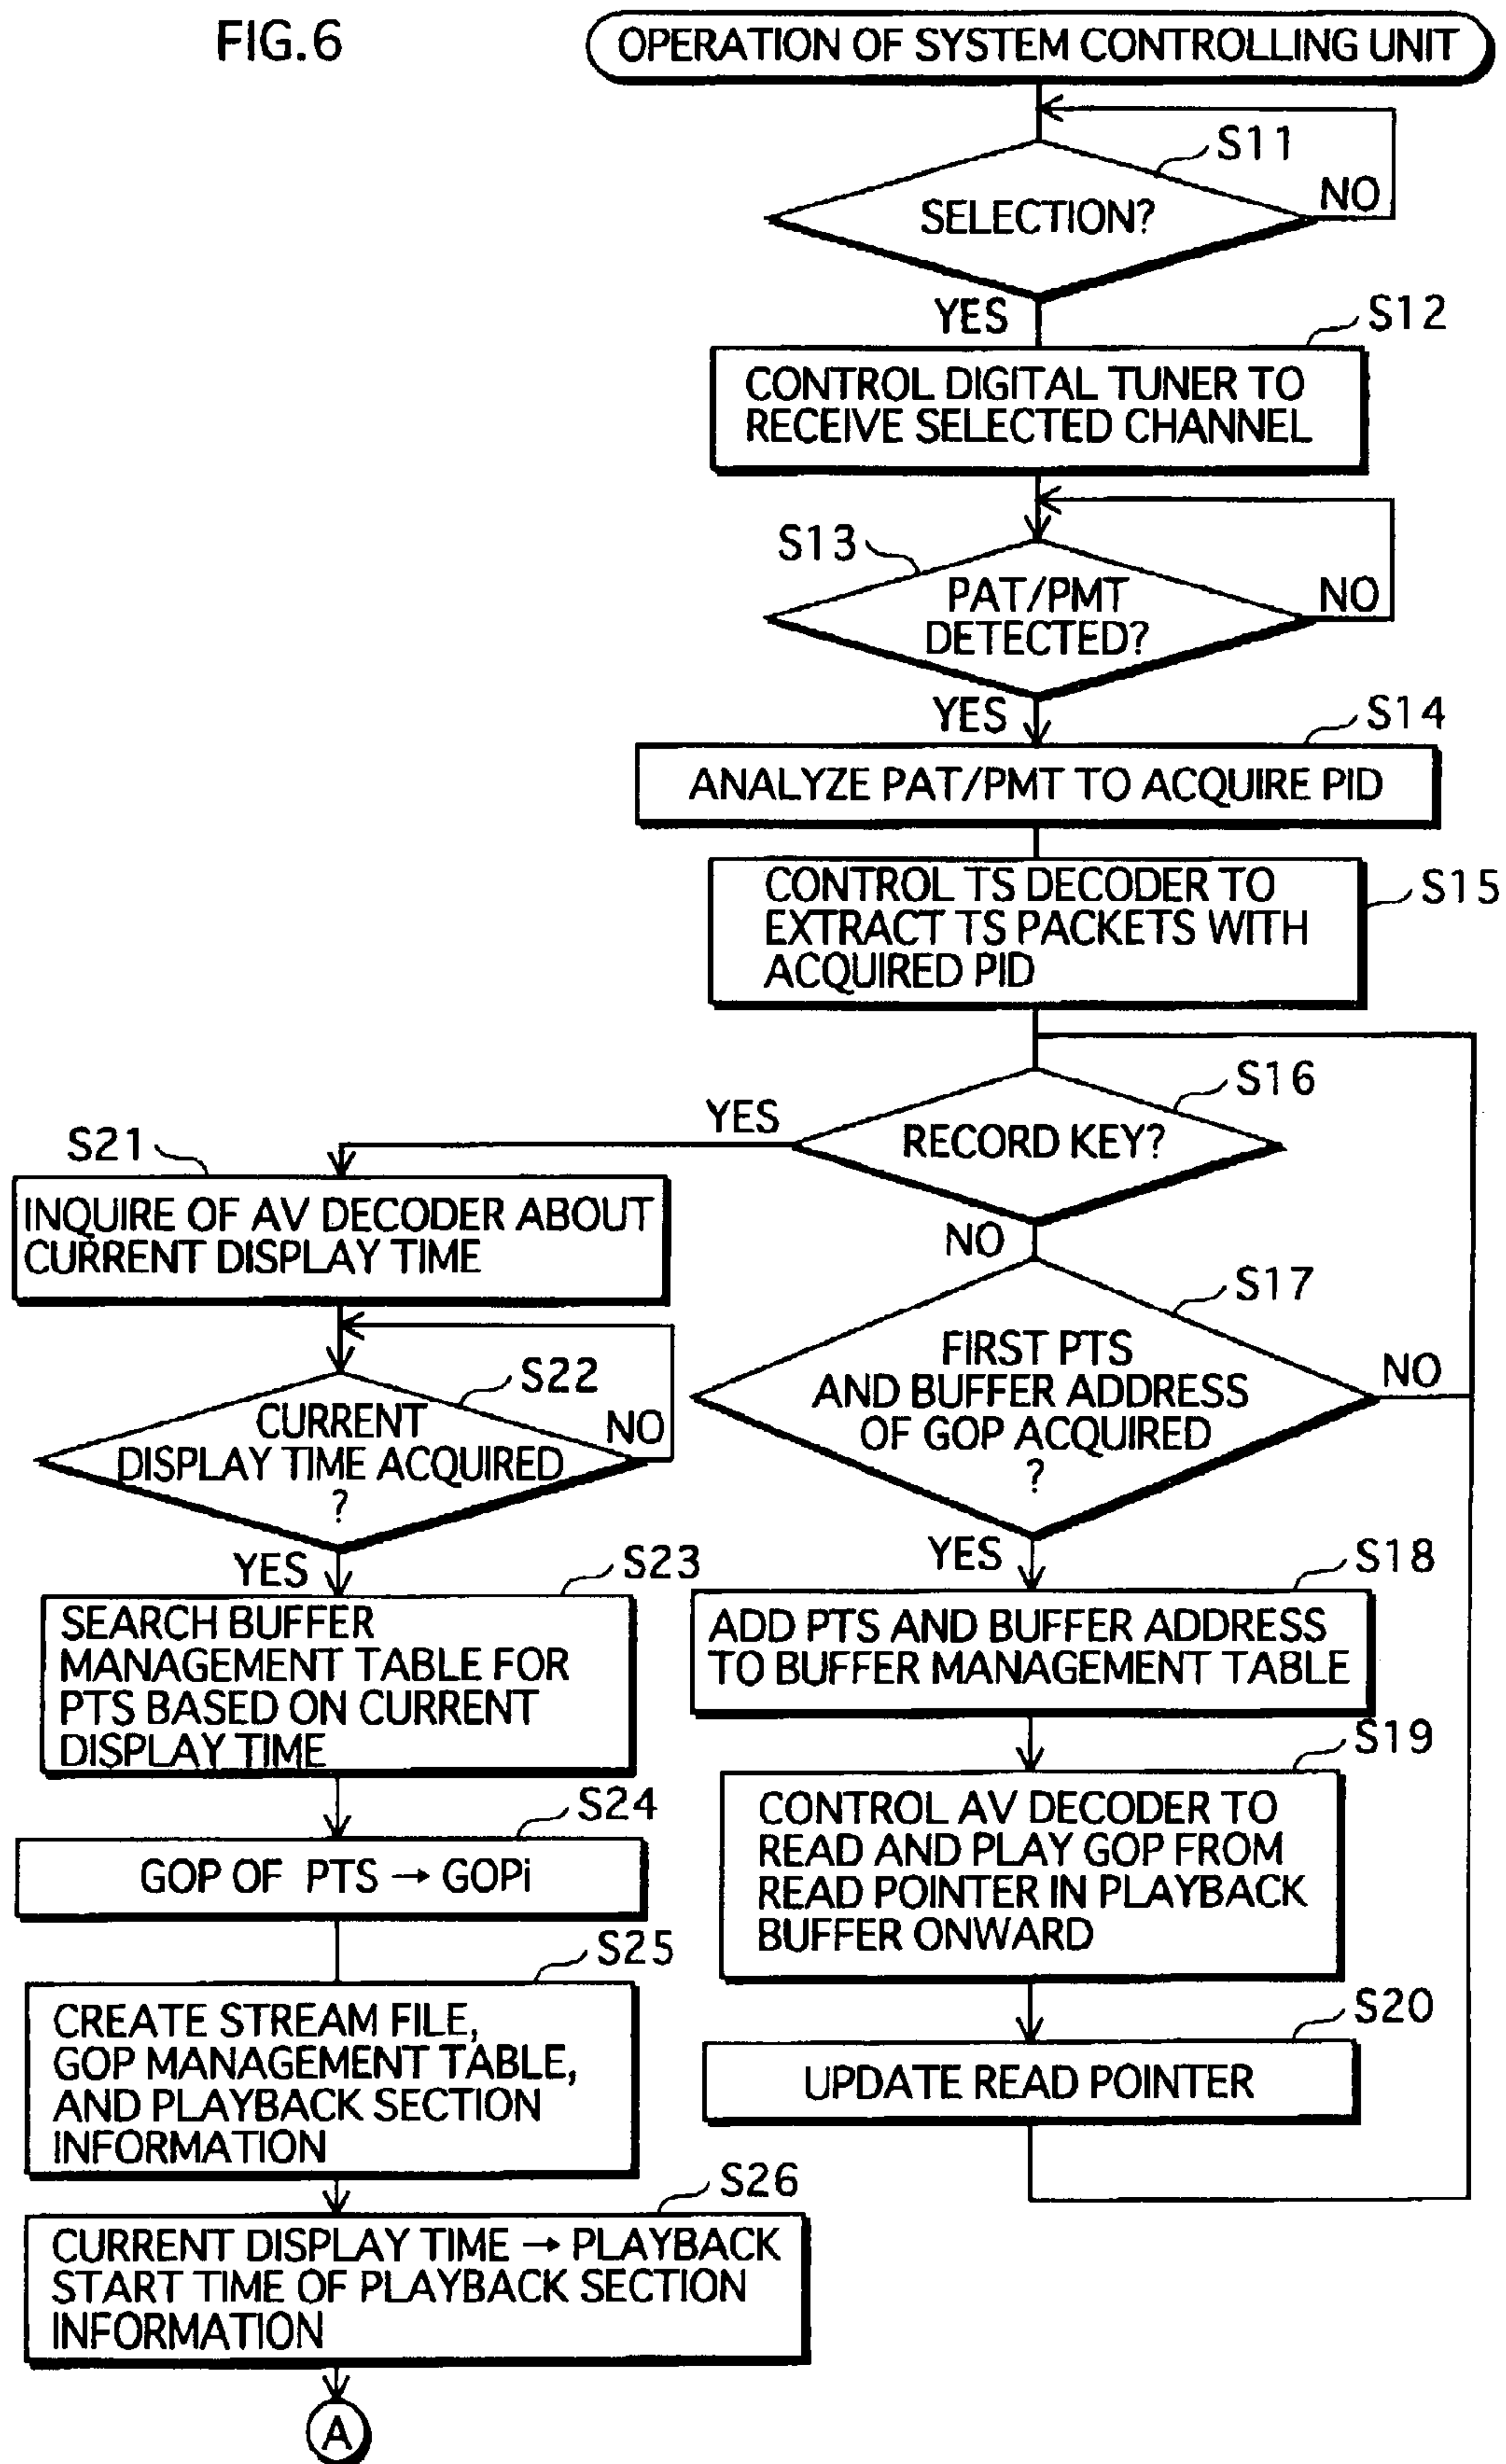 FIG.6
OPERATION OF SYSTEM CONTROLLING UNIT
S11
SELECTION?
NO
YES
S12
CONTROL DIGITAL TUNER TO
RECEIVE SELECTED CHANNEL
S13
PAT/PMT
DETECTED?
NO
YES
S14
ANALYZE PAT/PMT TO ACQUIRE PID
S15
CONTROL TS DECODER TO
EXTRACT TS PACKETS WITH
ACQUIRED PID
S16
RECORD KEY?
YES
NO
S17
FIRST PTS
AND BUFFER ADDRESS
OF GOP ACQUIRED
?
NO
YES
S18
ADD PTS AND BUFFER ADDRESS
TO BUFFER MANAGEMENT TABLE
S19
CONTROL AV DECODER TO
READ AND PLAY GOP FROM
READ POINTER IN PLAYBACK
BUFFER ONWARD
S20
UPDATE READ POINTER
S21
INQUIRE OF AV DECODER ABOUT
CURRENT DISPLAY TIME
S22
CURRENT
DISPLAY TIME ACQUIRED
?
NO
YES
S23
SEARCH BUFFER
MANAGEMENT TABLE FOR
PTS BASED ON CURRENT
DISPLAY TIME
S24
GOP OF PTS → GOPi
S25
CREATE STREAM FILE,
GOP MANAGEMENT TABLE,
AND PLAYBACK SECTION
INFORMATION
S26
CURRENT DISPLAY TIME → PLAYBACK
START TIME OF PLAYBACK SECTION
INFORMATION
A